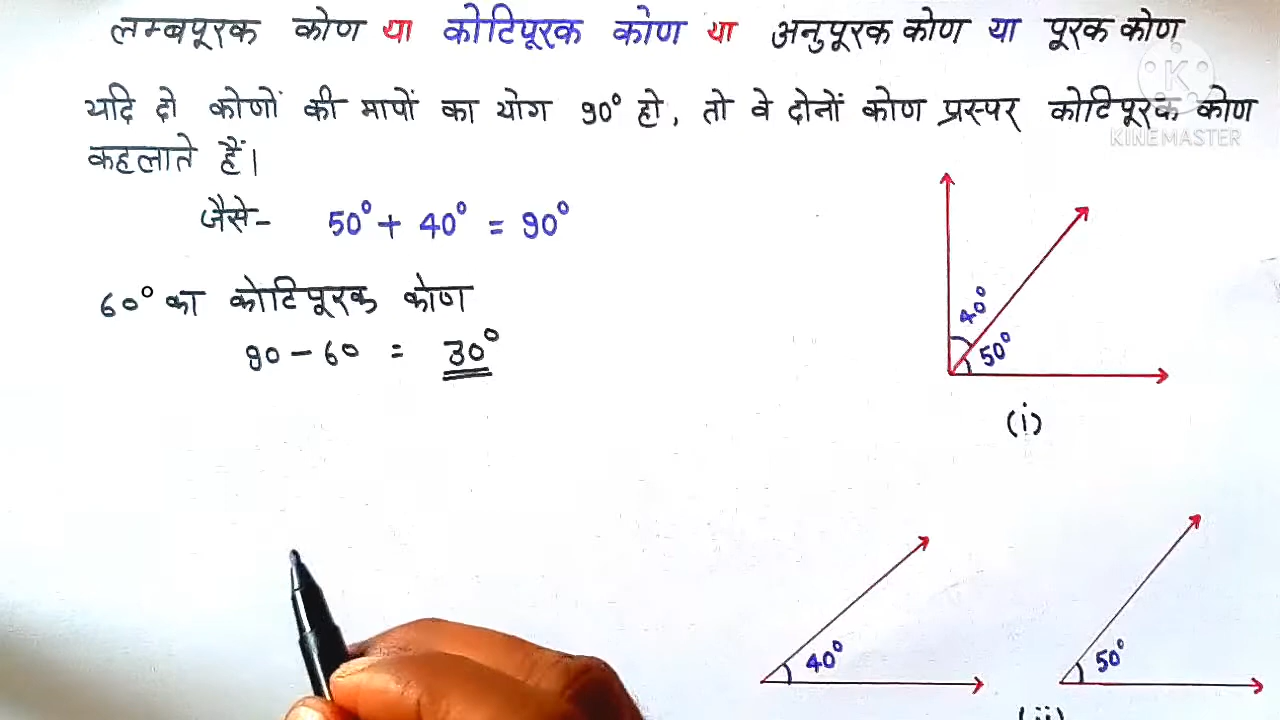 लम्बपूरक कोण या कोटिपूरक कोण या अनुपूरक कोण या पूरक कोण
यदि दो कोणों की मापों का योग 90° हो, तो वे दोनों कोण प्रस्पर कोटिपूरक कोण
कहलाते हैं।
जैसे- 50° + 40° = 90°
60° का कोटिपूरक कोण
90 - 60 = 30°
40°
50°
(i)
40°
50°
(ii)
K
KINEMASTER